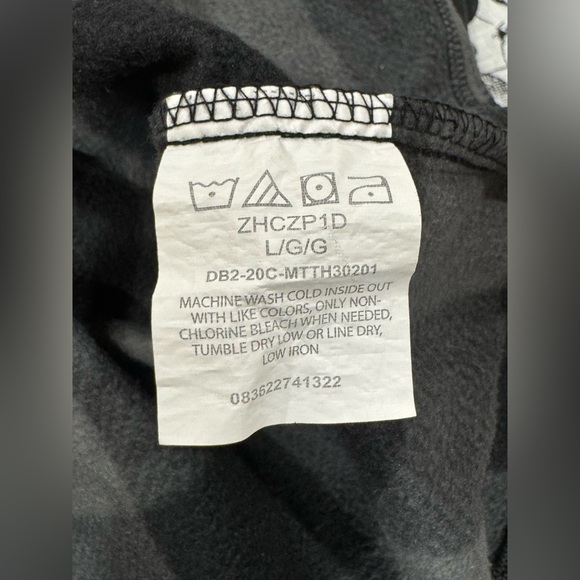 ZHCZP1D
L/G/G
DB2-20C-MTTH30201
MACHINE WASH COLD INSIDE OUT
WITH LIKE COLORS, ONLY NON-
CHLORINE BLEACH WHEN NEEDED,
TUMBLE DRY LOW OR LINE DRY,
LOW IRON
083622741322